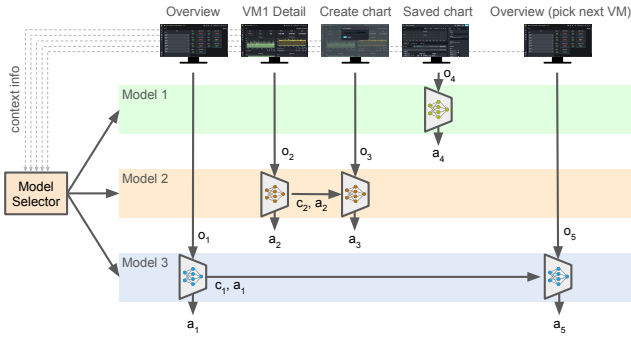 Overview
VM1 Detail
Create chart
Saved chart
Overview (pick next VM)
context info
o4
Model 1
a4
o2
o3
Model Selector
Model 2
c2, a2
a2
a3
o1
o5
Model 3
c1, a1
a1
a5